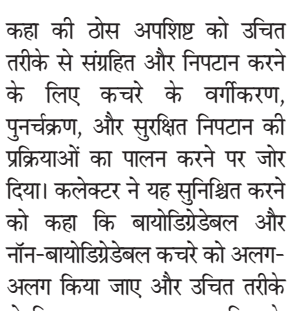 कहा की ठोस अपशिष्ट को उचित
तरीके से संग्रहित और निपटान करने
के लिए कचरे के वर्गीकरण,
पुनर्चक्रण, और सुरक्षित निपटान की
प्रक्रियाओं का पालन करने पर जोर
दिया। कलेक्टर ने यह सुनिश्चित करने
को कहा कि बायोडिग्रेडेबल और
नॉन-बायोडिग्रेडेबल कचरे को अलग-
अलग किया जाए और उचित तरीके